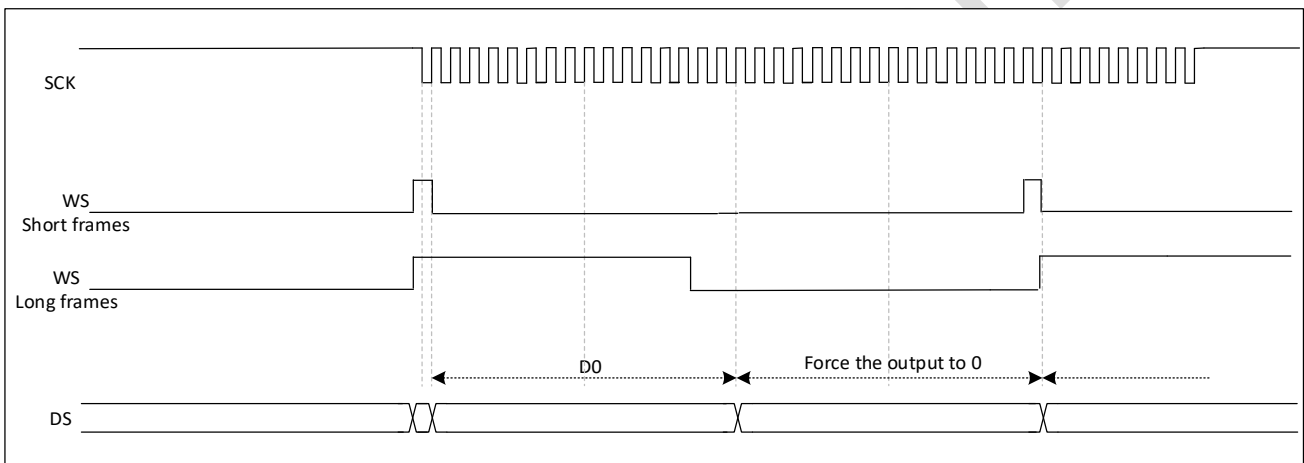 SCK
WS
Short frames
WS
Long frames
D0
Force the output to 0
DS